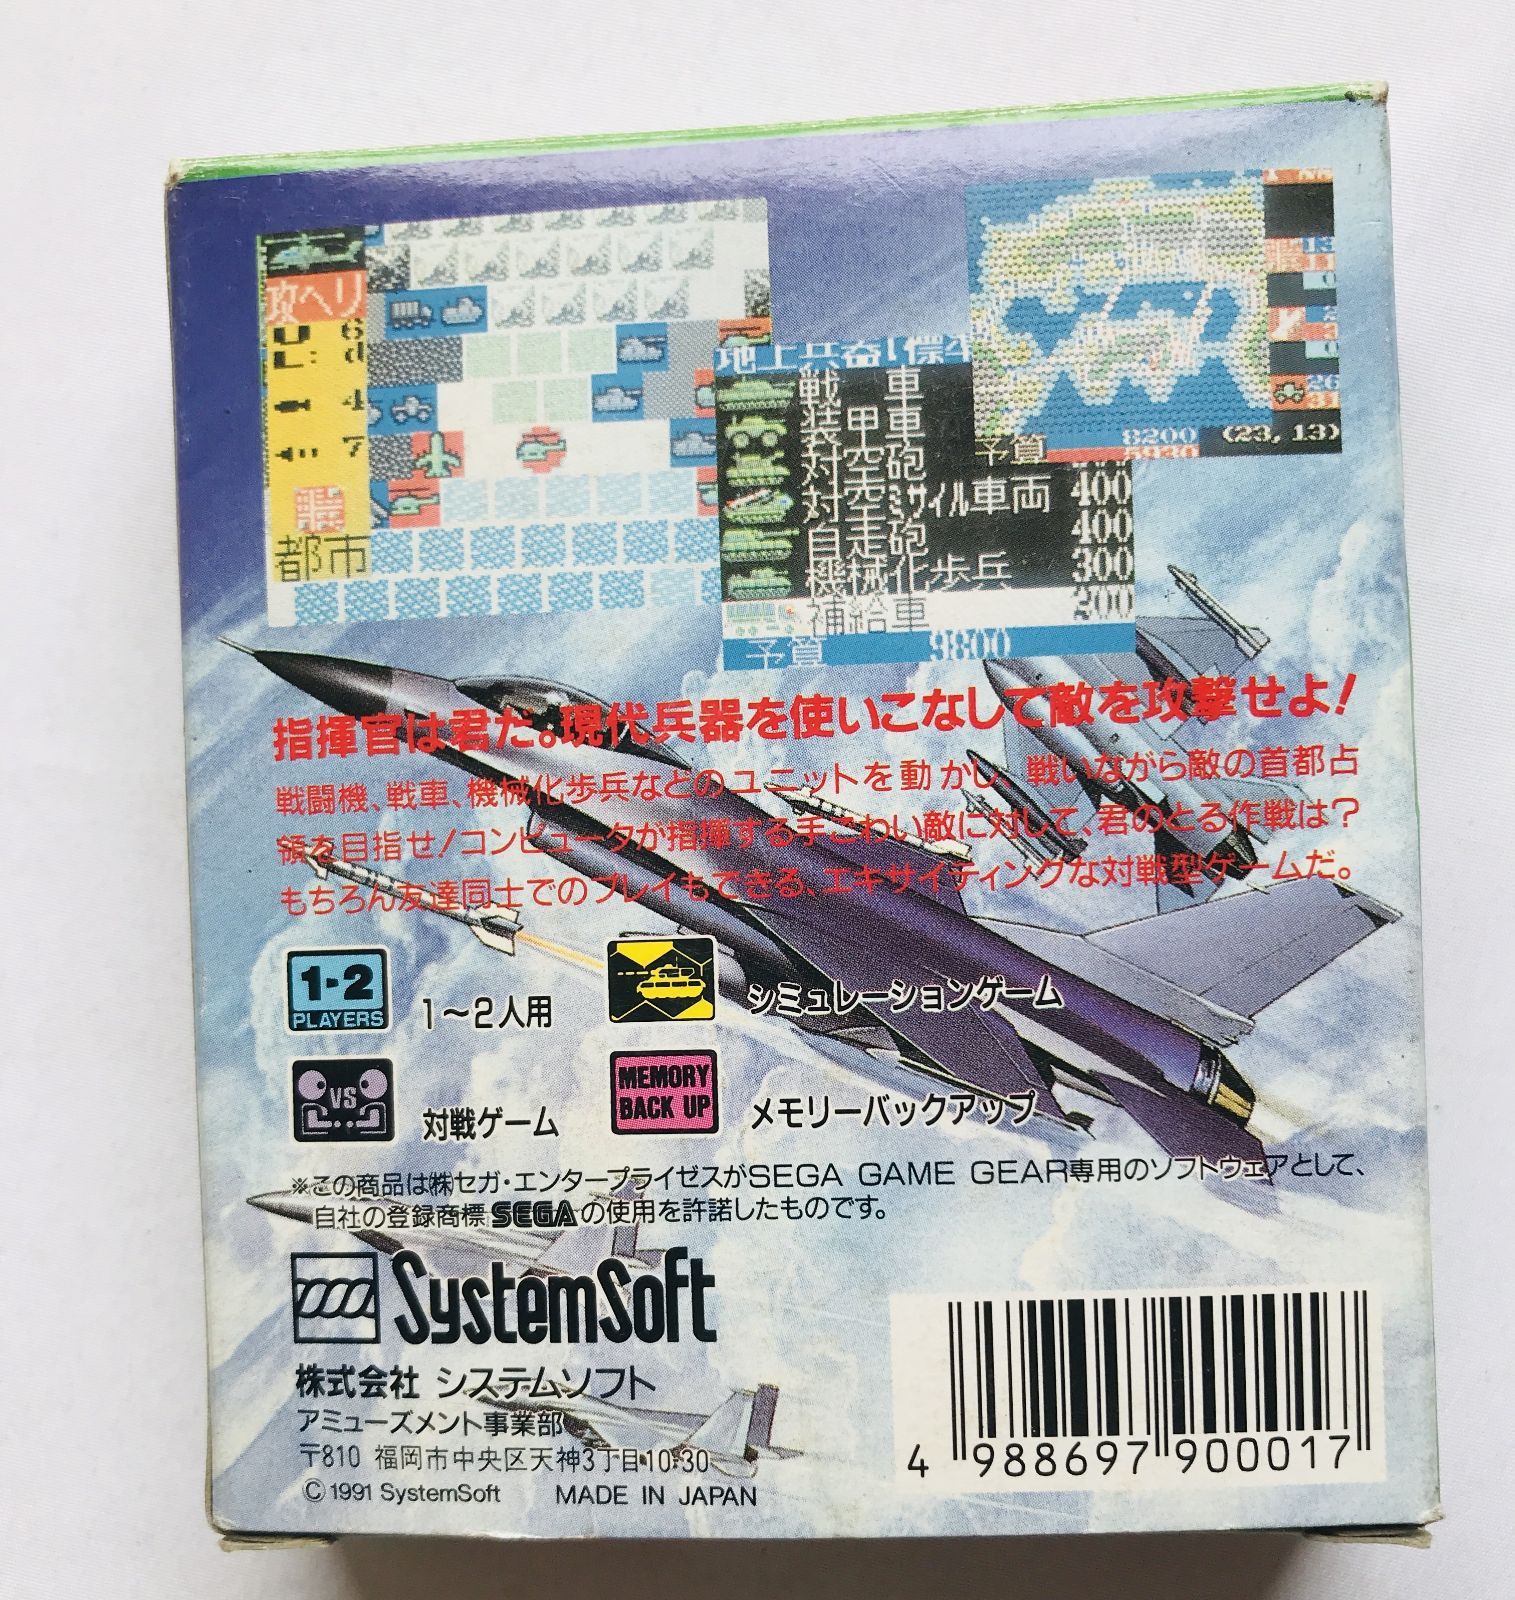 攻ヘリ
6
4
7
都市
地上兵器(標準
戦 車
装 甲 車
対 空 砲
対空ミサイル車両 400
自 走 砲 400
機械化歩兵 300
補給車 200
予算 9800
予算 8200 (23, 13)
5930
指揮官は君だ。現代兵器を使いこなして敵を攻撃せよ!
戦闘機、戦車、機械化歩兵などのユニットを動かし、戦いながら敵の首都占
領を目指せ!コンピュータが指揮する手ごわい敵に対して、君のとる作戦は?
もちろん友達同士でのプレイもできる、エキサイティングな対戦型ゲームだ。
1·2
PLAYERS
1〜2人用
シミュレーションゲーム
VS
対戦ゲーム
MEMORY
BACK UP
メモリーバックアップ
※この商品は㈱セガ・エンタープライゼスがSEGA GAME GEAR専用のソフトウェアとして、
自社の登録商標SEGAの使用を許諾したものです。
SystemSoft
株式会社 システムソフト
アミューズメント事業部
〒810 福岡市中央区天神3丁目10-30
©1991 SystemSoft MADE IN JAPAN
4 988697 900017